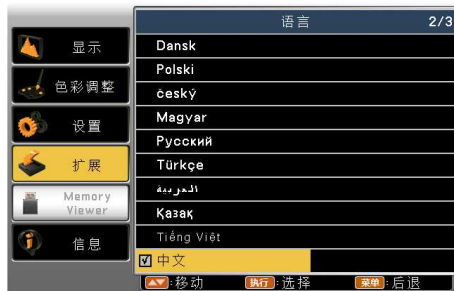 语言 2/3
显示
色彩调整
设置
扩展
Memory Viewer
信息
Dansk
Polski
český
Magyar
Русский
Türkçe
العربية
Қазақ
Tiếng Việt
中文
:移动 执行:选择 菜单:后退